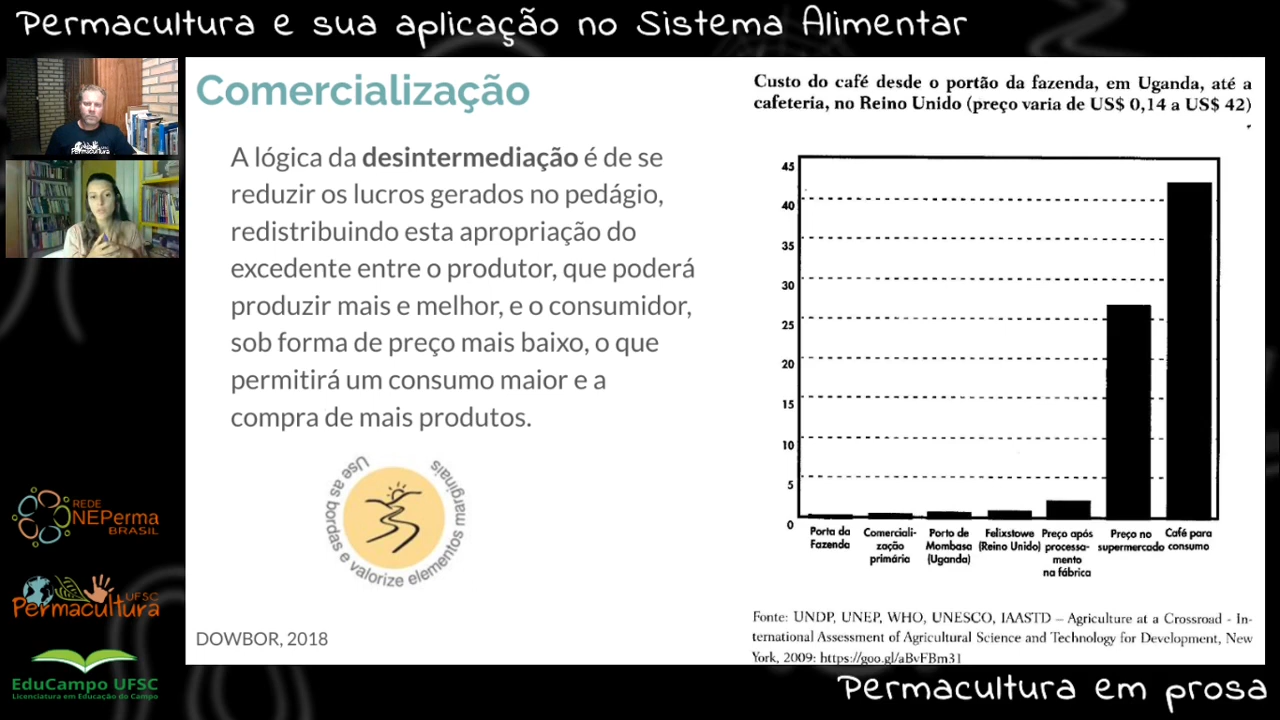 Permacultura e sua aplicação no Sistema Alimentar
Comercialização
A lógica da desintermediação é de se
reduzir os lucros gerados no pedágio,
redistribuindo esta apropriação do
excedente entre o produtor, que poderá
produzir mais e melhor, e o consumidor,
sob forma de preço mais baixo, o que
permitirá um consumo maior e a
compra de mais produtos.
Use as bordas e valorize elementos marginais
DOWBOR, 2018
Custo do café desde o portão da fazenda, em Uganda, até a
cafeteria, no Reino Unido (preço varia de US$ 0,14 a US$ 42)
45
40
35
30
25
20
15
10
5
0
Porta da
Fazenda
Comerciali-
zação
primária
Porto de
Mombasa
(Uganda)
Felixstowe
(Reino Unido)
Preço após
processa-
mento
na fábrica
Preço no
supermercado
Café para
consumo
Fonte: UNDP, UNEP, WHO, UNESCO, IAASTD – Agriculture at a Crossroad - In-
ternational Assessment of Agricultural Science and Technology for Development, New
York, 2009: https://goo.gl/aBvFBm31
Permacultura
REDE
NEPerma
BRASIL
UFSC
Permacultura
EduCampo UFSC
Licenciatura em Educação do Campo
Permacultura em prosa